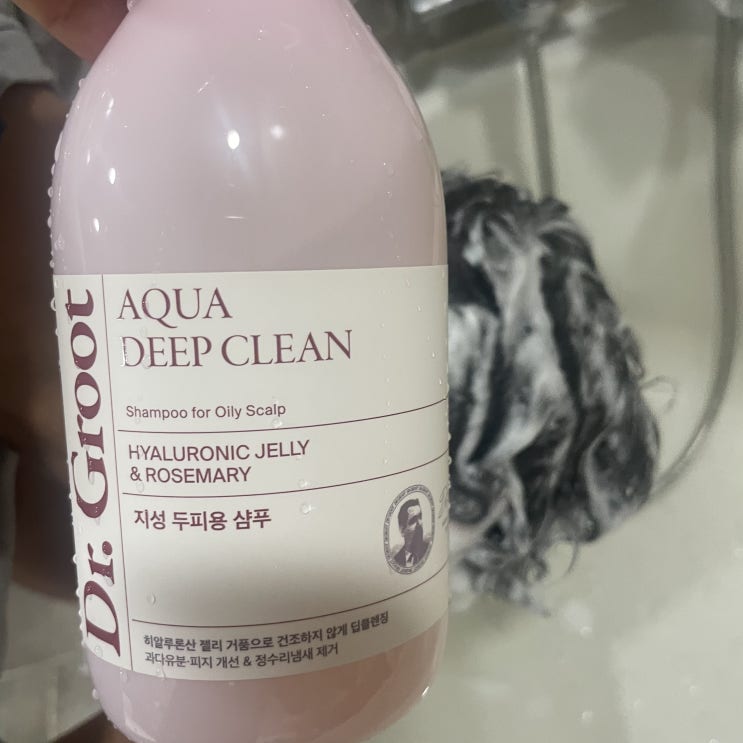 Dr. Groot
AQUA
DEEP CLEAN
Shampoo for Oily Scalp
HYALURONIC JELLY
& ROSEMARY
지성 두피용 샴푸
히알루론산 젤리 거품으로 건조하지 않게 딥클렌징
과다유분·피지 개선 & 정수리냄새 제거